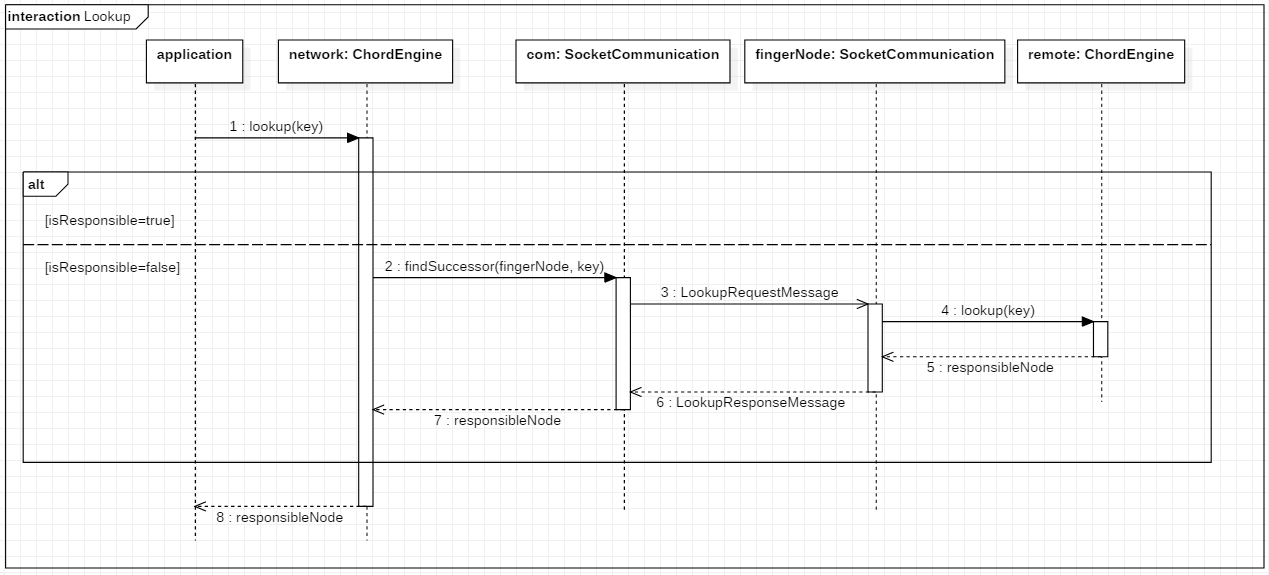 interaction Lookup
application
network: ChordEngine
com: SocketCommunication
fingerNode: SocketCommunication
remote: ChordEngine
1 : lookup(key)
alt
[isResponsible=true]
[isResponsible=false]
2 : findSuccessor(fingerNode, key)
3 : LookupRequestMessage
4 : lookup(key)
5 : responsibleNode
6 : LookupResponseMessage
7 : responsibleNode
8 : responsibleNode